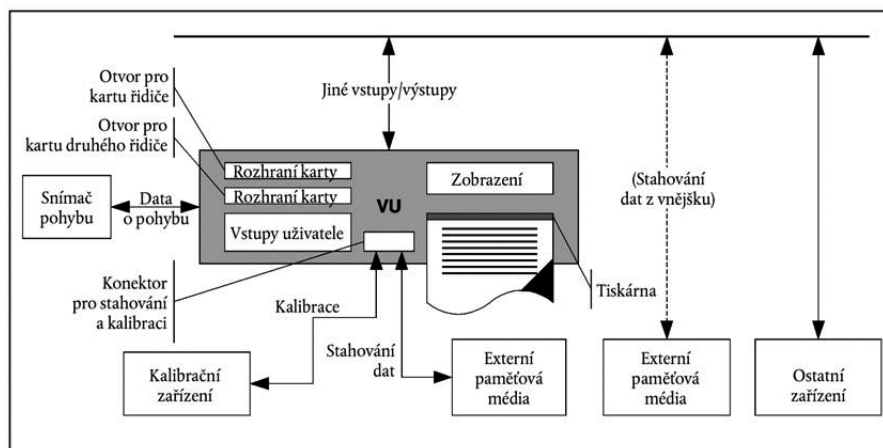 Otvor pro
kartu řidiče
Jiné vstupy/výstupy
Otvor pro
kartu druhého řidiče
Rozhraní karty
Rozhraní karty
Vstupy uživatele
VU
Zobrazení
Snímač
pohybu
Data
o pohybu
(Stahování
dat z vnějšku)
Konektor
pro stahování
a kalibraci
Tiskárna
Kalibrace
Stahování
dat
Kalibrační
zařízení
Externí
paměťová
média
Externí
paměťová
média
Ostatní
zařízení